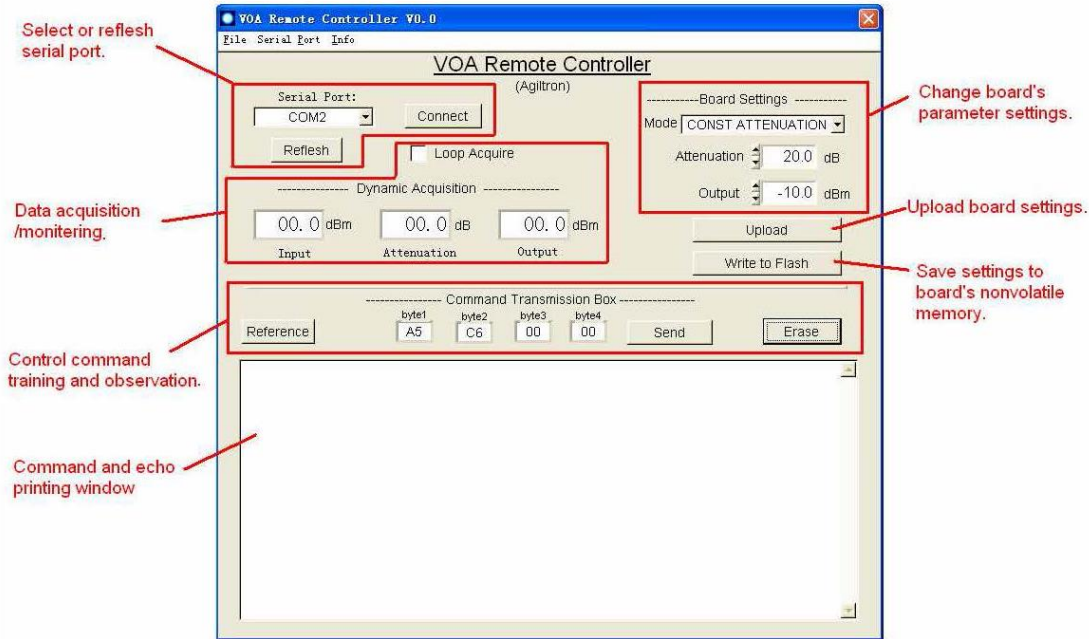 VOA Remote Controller V0.0
File Serial Port Info
VOA Remote Controller
(Agiltron)
Select or reflesh
serial port.
Serial Port:
COM2
Connect
Reflesh
Loop Acquire
----------Board Settings ----------
Mode CONST ATTENUATION
Attenuation 20.0 dB
Output -10.0 dBm
Change board's
parameter settings.
Data acquisition
/monitering.
--------------- Dynamic Acquisition ---------------
00.0 dBm 00.0 dB 00.0 dBm
Input Attenuation Output
Upload
Upload board settings.
Write to Flash
Save settings to
board's nonvolatile
memory.
---------------- Command Transmission Box ----------------
byte1 byte2 byte3 byte4
Reference A5 C6 00 00 Send Erase
Control command
training and observation.
Command and echo
printing window